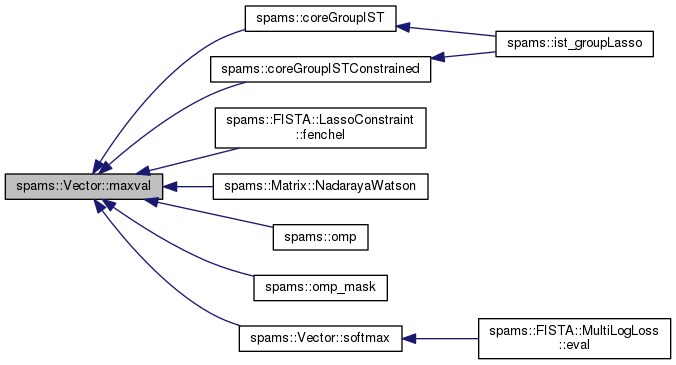 spams::coreGroupIST
spams::ist_groupLasso
spams::coreGroupISTConstrained
spams::FISTA::LassoConstraint
::fenchel
spams::Vector::maxval
spams::Matrix::NadarayaWatson
spams::omp
spams::omp_mask
spams::Vector::softmax
spams::FISTA::MultiLogLoss
::eval